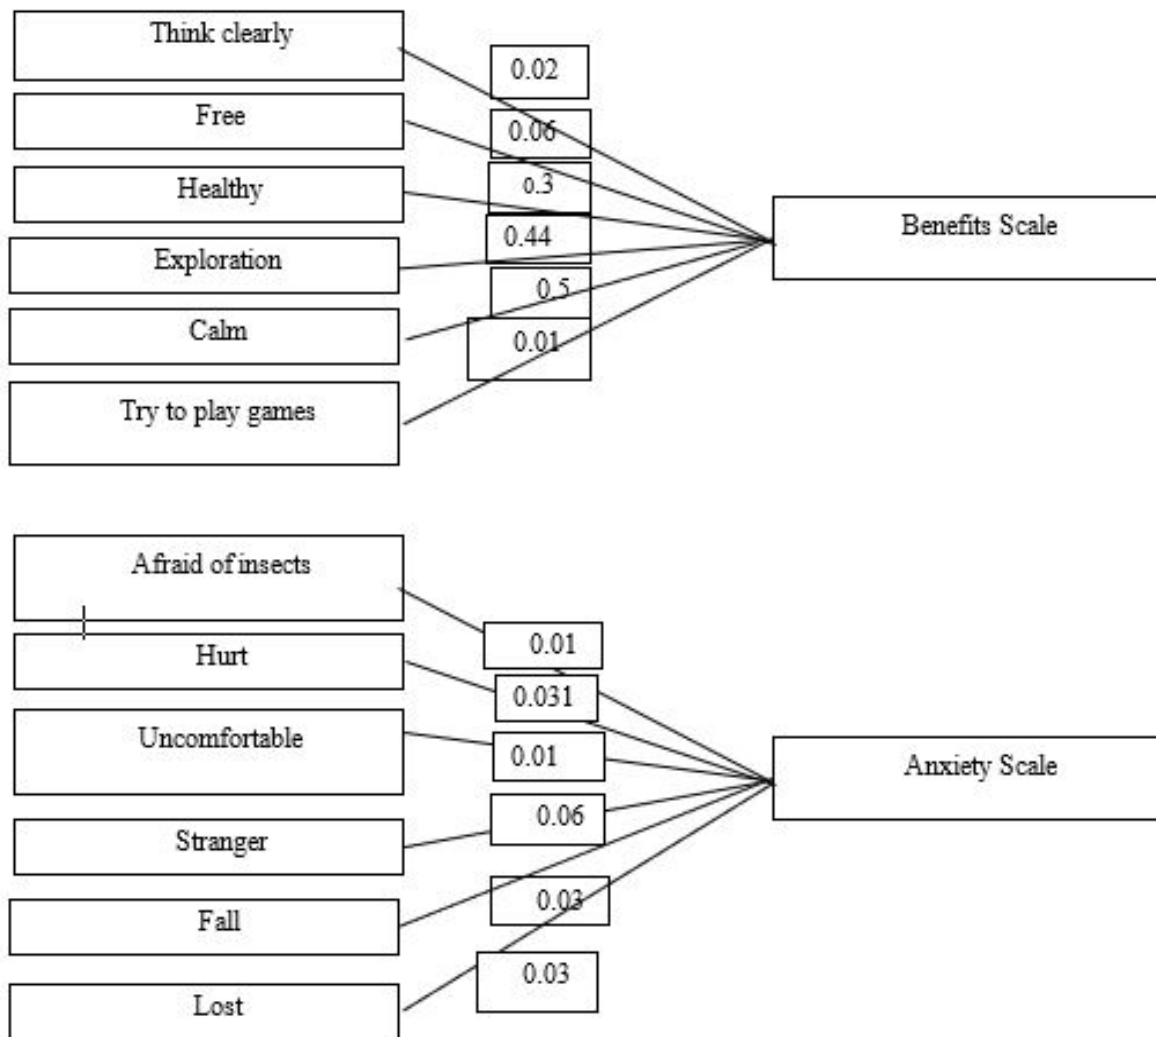 Think clearly
0.02
Free
0.06
Healthy
0.3
Benefits Scale
Exploration
0.44
Calm
0.5
Try to play games
0.01
Afraid of insects
0.01
Hurt
0.031
Uncomfortable
0.01
Anxiety Scale
Stranger
0.06
Fall
0.03
Lost
0.03